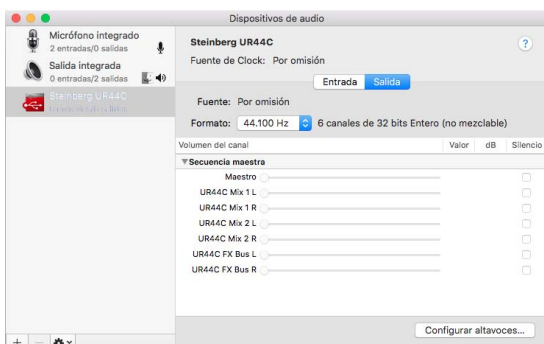 Dispositivos de audio
Micrófono integrado
2 entradas/0 salidas
Salida integrada
0 entradas/2 salidas
Steinberg UR44C
Steinberg UR44C
Fuente de Clock: Por omisión
?
Entrada Salida
Fuente: Por omisión
Formato: 44.100 Hz 6 canales de 32 bits Entero (no mezclable)
Volumen del canal Valor dB Silencio
Secuencia maestra
Maestro
UR44C Mix 1 L
UR44C Mix 1 R
UR44C Mix 2 L
UR44C Mix 2 R
UR44C FX Bus L
UR44C FX Bus R
Configurar altavoces...